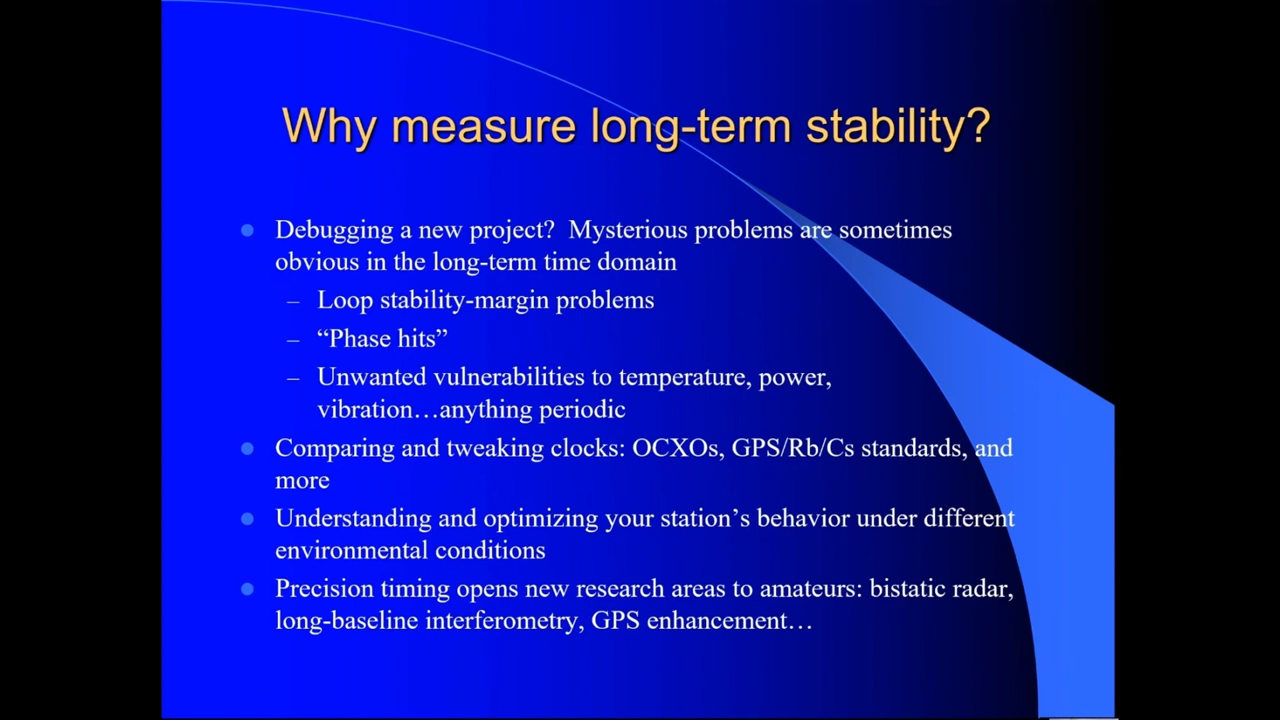 Why measure long-term stability?
Debugging a new project? Mysterious problems are sometimes
obvious in the long-term time domain
– Loop stability-margin problems
– “Phase hits”
– Unwanted vulnerabilities to temperature, power,
vibration…anything periodic
Comparing and tweaking clocks: OCXOs, GPS/Rb/Cs standards, and
more
Understanding and optimizing your station’s behavior under different
environmental conditions
Precision timing opens new research areas to amateurs: bistatic radar,
long-baseline interferometry, GPS enhancement…